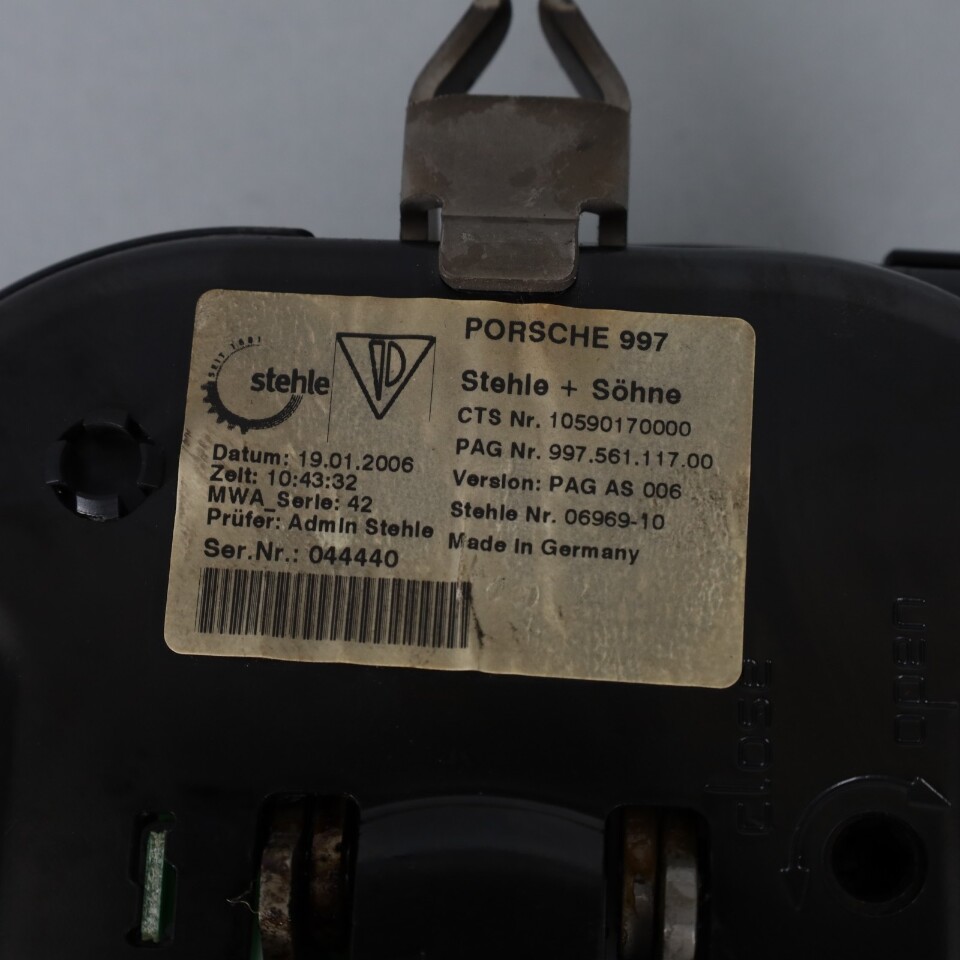 SEIT 1881
stehle
PORSCHE 997
Stehle + Söhne
CTS Nr. 10590170000
PAG Nr. 997.561.117.00
Version: PAG AS 006
Stehle Nr. 06969-10
Made in Germany
Datum: 19.01.2006
Zeit: 10:43:32
MWA_Serie: 42
Prüfer: Admin Stehle
Ser.Nr.: 044440
close
open